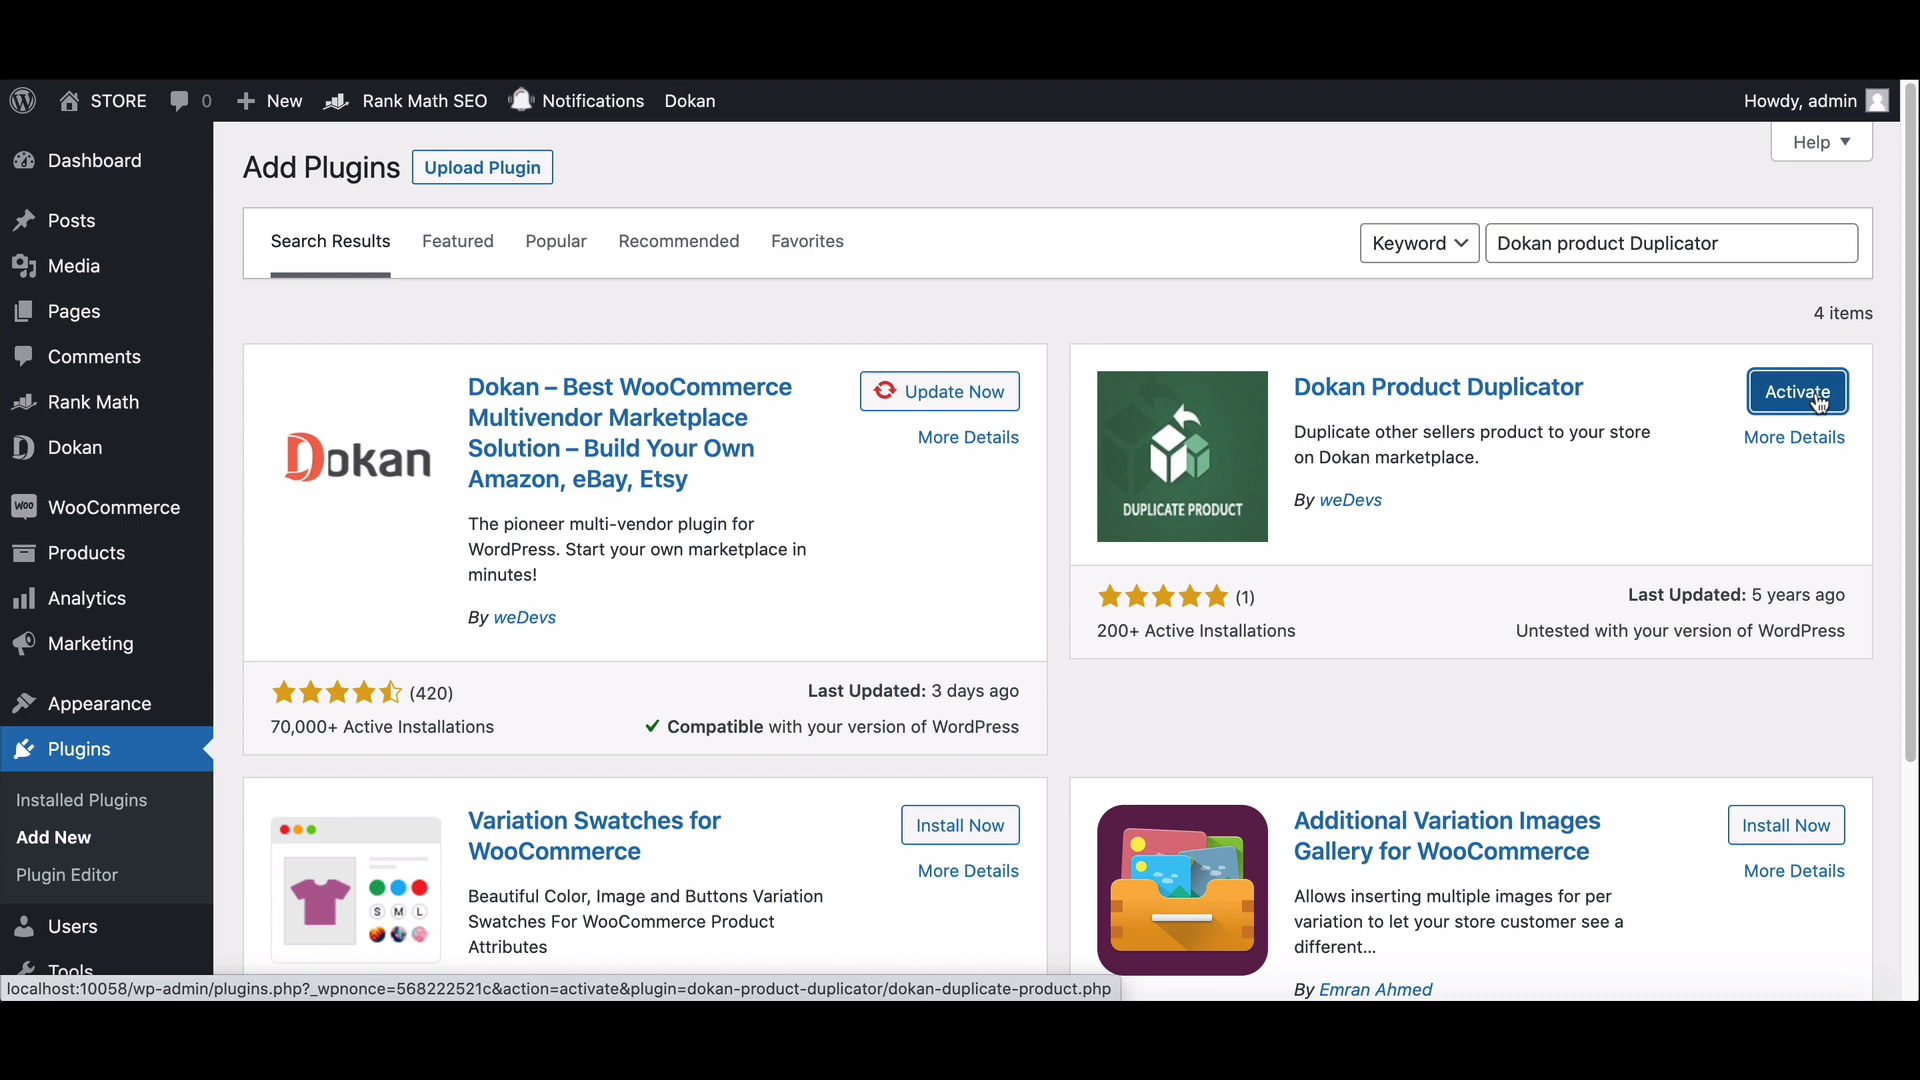 STORE 0 New Rank Math SEO Notifications Dokan Howdy, admin
Help
Add Plugins Upload Plugin
Search Results Featured Popular Recommended Favorites Keyword Dokan product Duplicator
4 items
Dashboard
Posts
Media
Pages
Comments
Rank Math
Dokan
WooCommerce
Products
Analytics
Marketing
Appearance
Plugins
Installed Plugins
Add New
Plugin Editor
Users
Tools
Dokan
Dokan – Best WooCommerce
Multivendor Marketplace
Solution – Build Your Own
Amazon, eBay, Etsy
Update Now
More Details
The pioneer multi-vendor plugin for
WordPress. Start your own marketplace in
minutes!
By weDevs
(420)
70,000+ Active Installations
Last Updated: 3 days ago
Compatible with your version of WordPress
DUPLICATE PRODUCT
Dokan Product Duplicator
Activate
More Details
Duplicate other sellers product to your store
on Dokan marketplace.
By weDevs
(1)
200+ Active Installations
Last Updated: 5 years ago
Untested with your version of WordPress
S M L
Variation Swatches for
WooCommerce
Install Now
More Details
Beautiful Color, Image and Buttons Variation
Swatches For WooCommerce Product
Attributes
Additional Variation Images
Gallery for WooCommerce
Install Now
More Details
Allows inserting multiple images for per
variation to let your store customer see a
different...
By Emran Ahmed
localhost:10058/wp-admin/plugins.php?_wpnonce=568222521c&action=activate&plugin=dokan-product-duplicator/dokan-duplicate-product.php